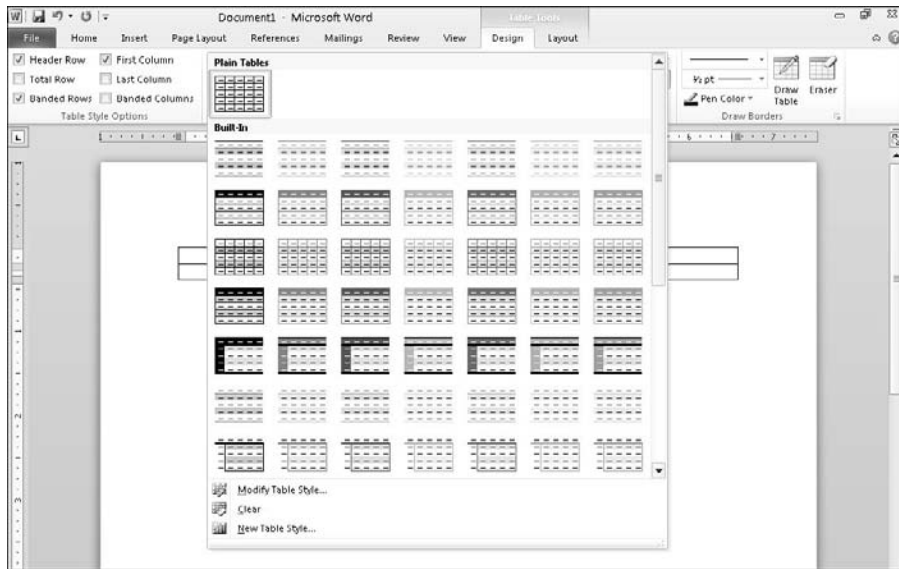 Document1 - Microsoft Word
Table Tools
File Home Insert Page Layout References Mailings Review View Design Layout
Header Row First Column
Total Row Last Column
Banded Rows Banded Columns
Table Style Options
Plain Tables
Built-In
Modify Table Style...
Clear
New Table Style...
½ pt
Pen Color
Draw Table
Eraser
Draw Borders